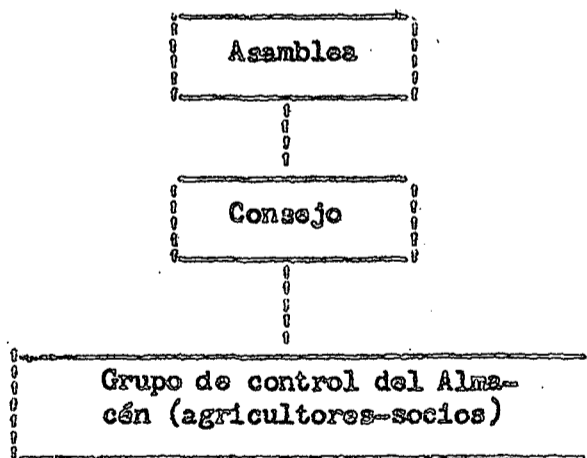 Asamblea
Consejo
Grupo de control del Alma-
cén (agricultores-socios)